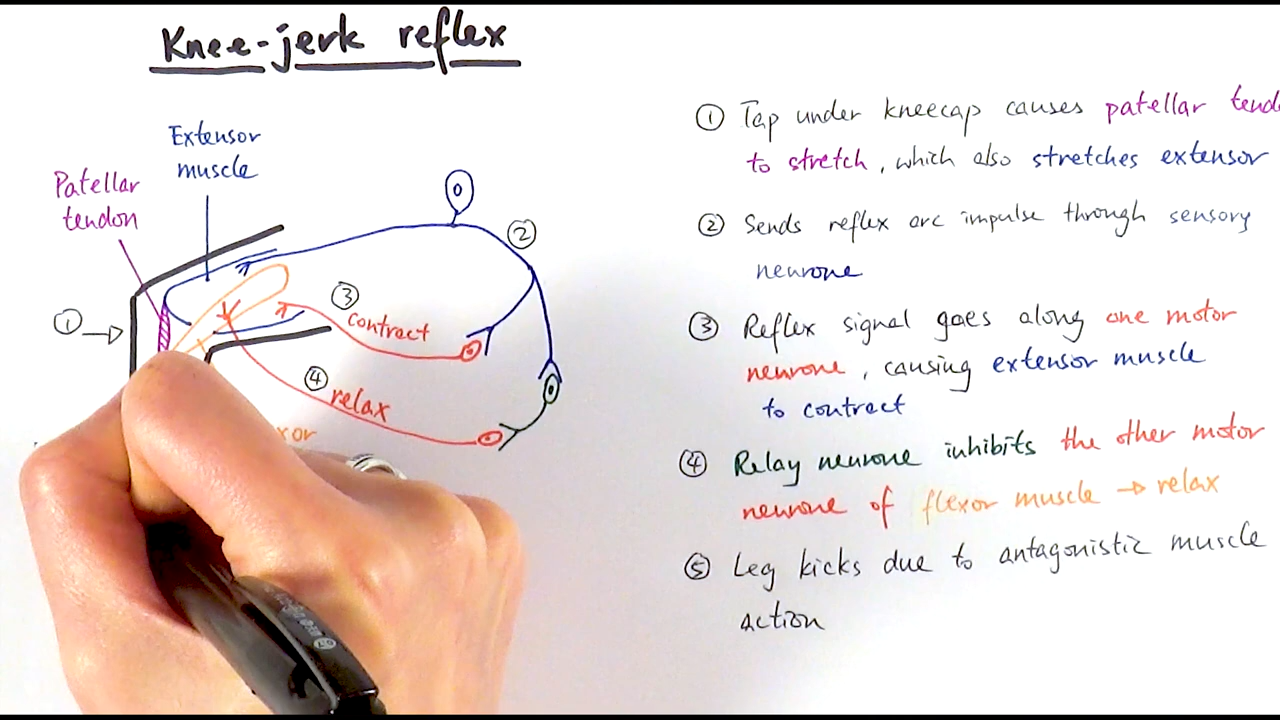 Knee-jerk reflex
Extensor
muscle
Patellar
tendon
①
②
③
contract
④
relax
① Tap under kneecap causes patellar
to stretch, which also stretches extensor
② Sends reflex arc impulse through sensory
neurone
③ Reflex signal goes along one motor
neurone, causing extensor muscle
to contract
④ Relay neurone inhibits the other motor
neurone of flexor muscle → relax
⑤ Leg kicks due to antagonistic muscle
action